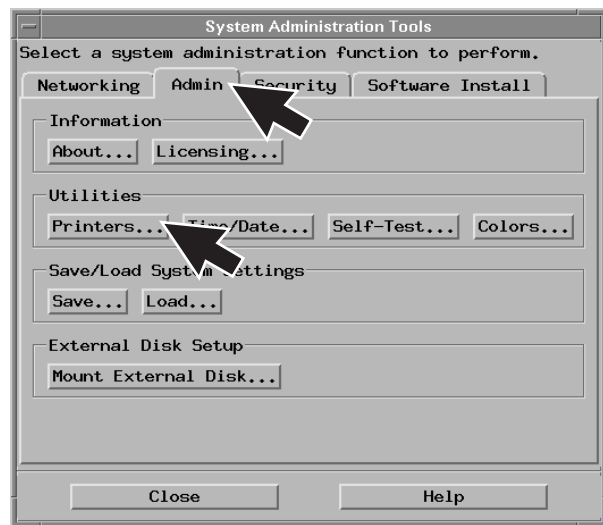 System Administration Tools
Select a system administration function to perform.
Networking Admin Security Software Install
Information
About... Licensing...
Utilities
Printers... Time/Date... Self-Test... Colors...
Save/Load System Settings
Save... Load...
External Disk Setup
Mount External Disk...
Close Help